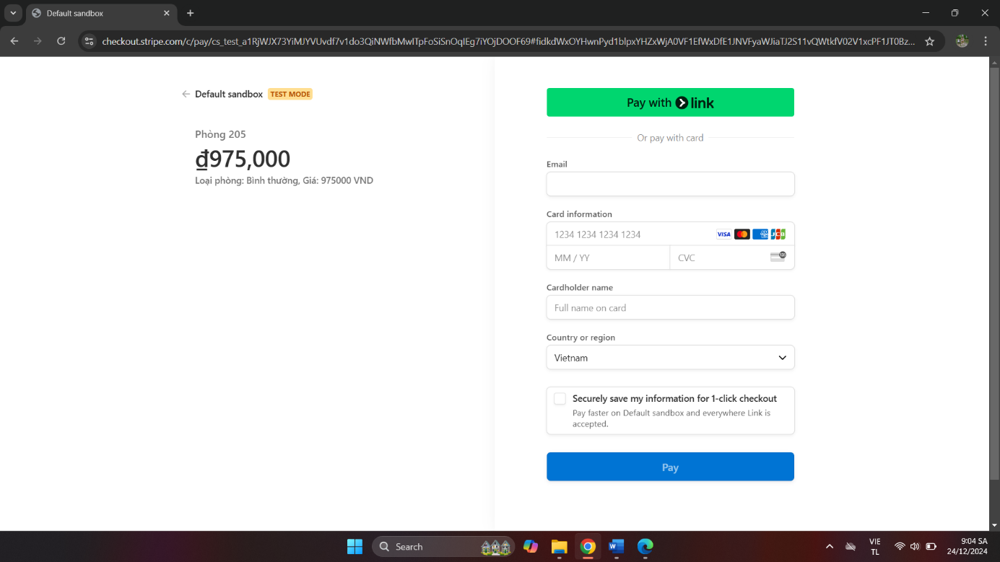 Default sandbox
checkout.stripe.com/c/pay/cs_test_a1RjWJX73YiMJYVUvdf7v1do3QiNWfbMwITpFoSiSnOqIEg7iYOjDOOF69#fidkdWxOYHwnPyd1blpxYHZxWjA0VF1EfWxDfE1JNVFyaWJiaTJ2S11vQWtkfV02V1xcPF1JT0Bz...
Default sandbox TEST MODE
Phòng 205
₫975,000
Loại phòng: Bình thường, Giá: 975000 VND
Pay with link
Or pay with card
Email
Card information
1234 1234 1234 1234 VISA JCB
MM / YY CVC
Cardholder name
Full name on card
Country or region
Vietnam
Securely save my information for 1-click checkout
Pay faster on Default sandbox and everywhere Link is
accepted.
Pay
Search
VIE
TL
9:04 SA
24/12/2024